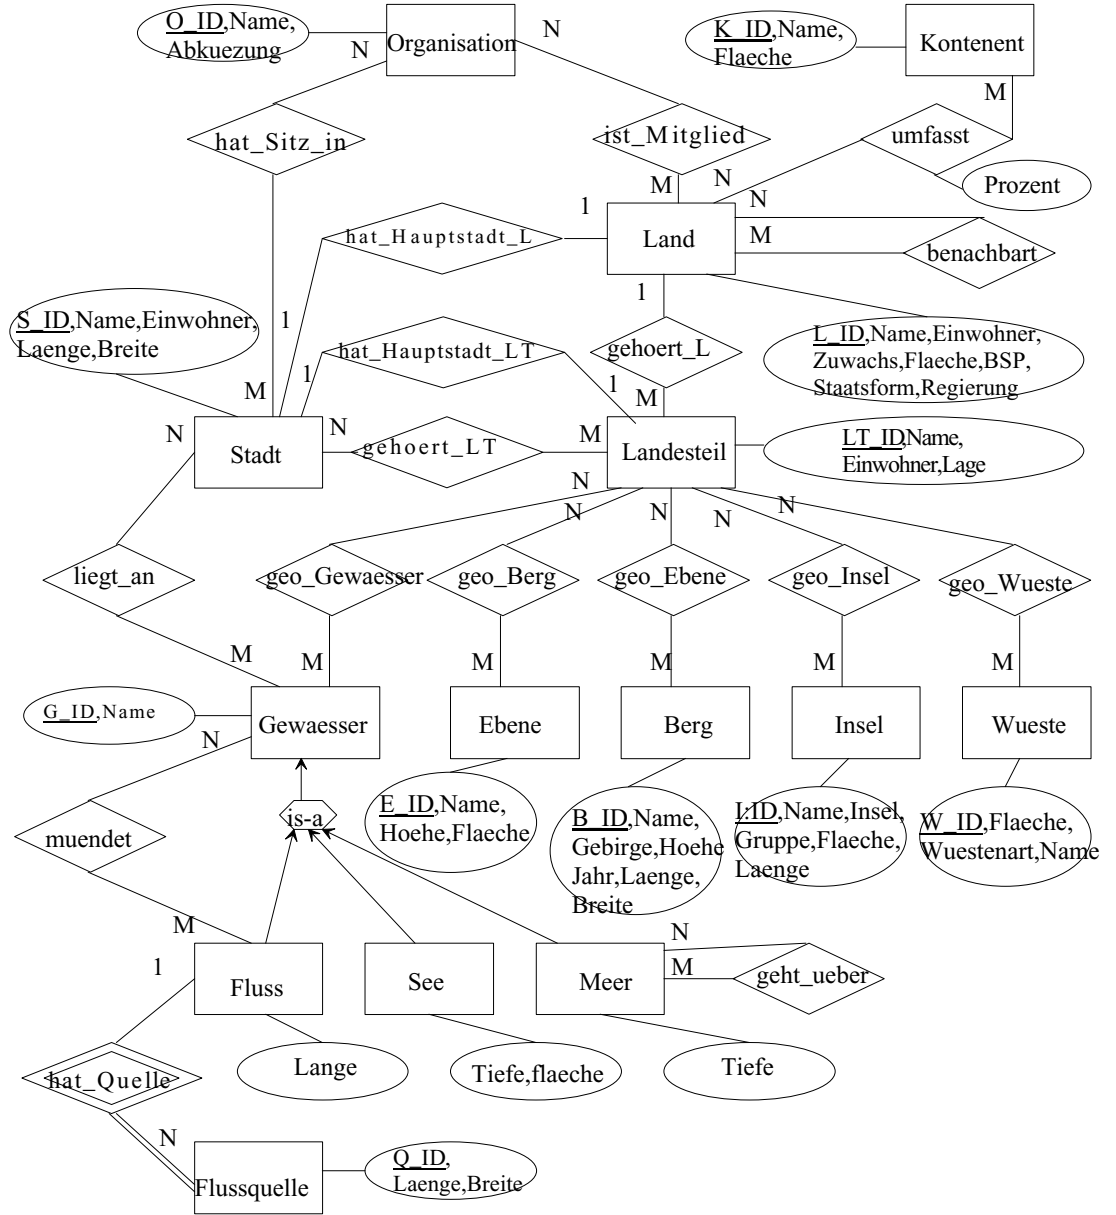 O_ID,Name,
Abkuezung
N
Organisation
N
K_ID,Name,
Flaeche
Kontenent
M
hat_Sitz_in
ist_Mitglied
umfasst
M
N
Prozent
N
1
hat_Hauptstadt_L
Land
M
benachbart
S_ID,Name,Einwohner,
Laenge,Breite
1
1
hat_Hauptstadt_LT
gehoert_L
L_ID,Name,Einwohner,
Zuwachs,Flaeche,BSP,
Staatsform,Regierung
1
1
M
M
N
N
Stadt
gehoert_LT
M
Landesteil
LT_ID,Name,
Einwohner,Lage
N
N
N
N
N
liegt_an
geo_Gewaesser
geo_Berg
geo_Ebene
geo_Insel
geo_Wueste
M
M
M
M
M
M
G_ID,Name
Gewaesser
Ebene
Berg
Insel
Wueste
N
is-a
E_ID,Name,
Hoehe,Flaeche
B_ID,Name,
Gebirge,Hoehe
Jahr,Laenge,
Breite
I:ID,Name,Insel,
Gruppe,Flaeche,
Laenge
W_ID,Flaeche,
Wuestenart,Name
muendet
M
1
Fluss
See
Meer
N
M
geht_ueber
hat_Quelle
Lange
Tiefe,flaeche
Tiefe
N
Flussquelle
Q_ID,
Laenge,Breite